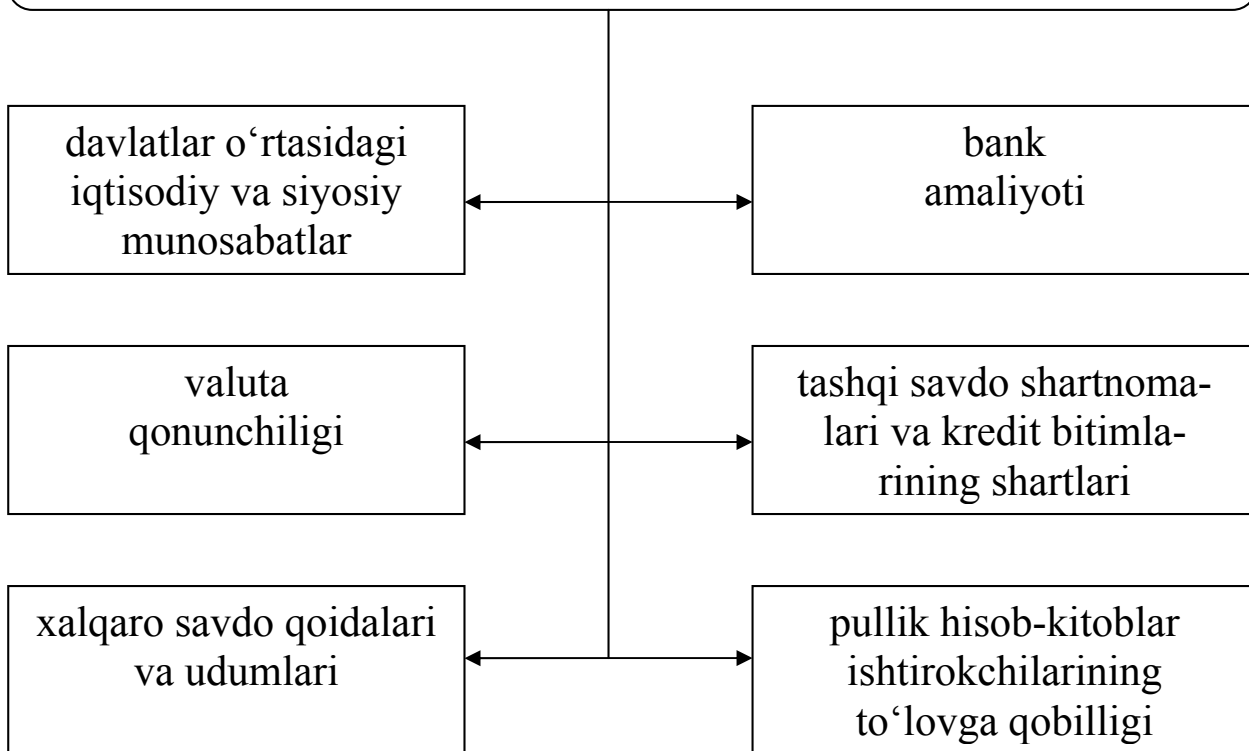 davlatlar o‘rtasidagi
iqtisodiy va siyosiy
munosabatlar
bank
amaliyoti
valuta
qonunchiligi
tashqi savdo shartnoma-
lari va kredit bitimla-
rining shartlari
xalqaro savdo qoidalari
va udumlari
pullik hisob-kitoblar
ishtirokchilarining
to‘lovga qobilligi